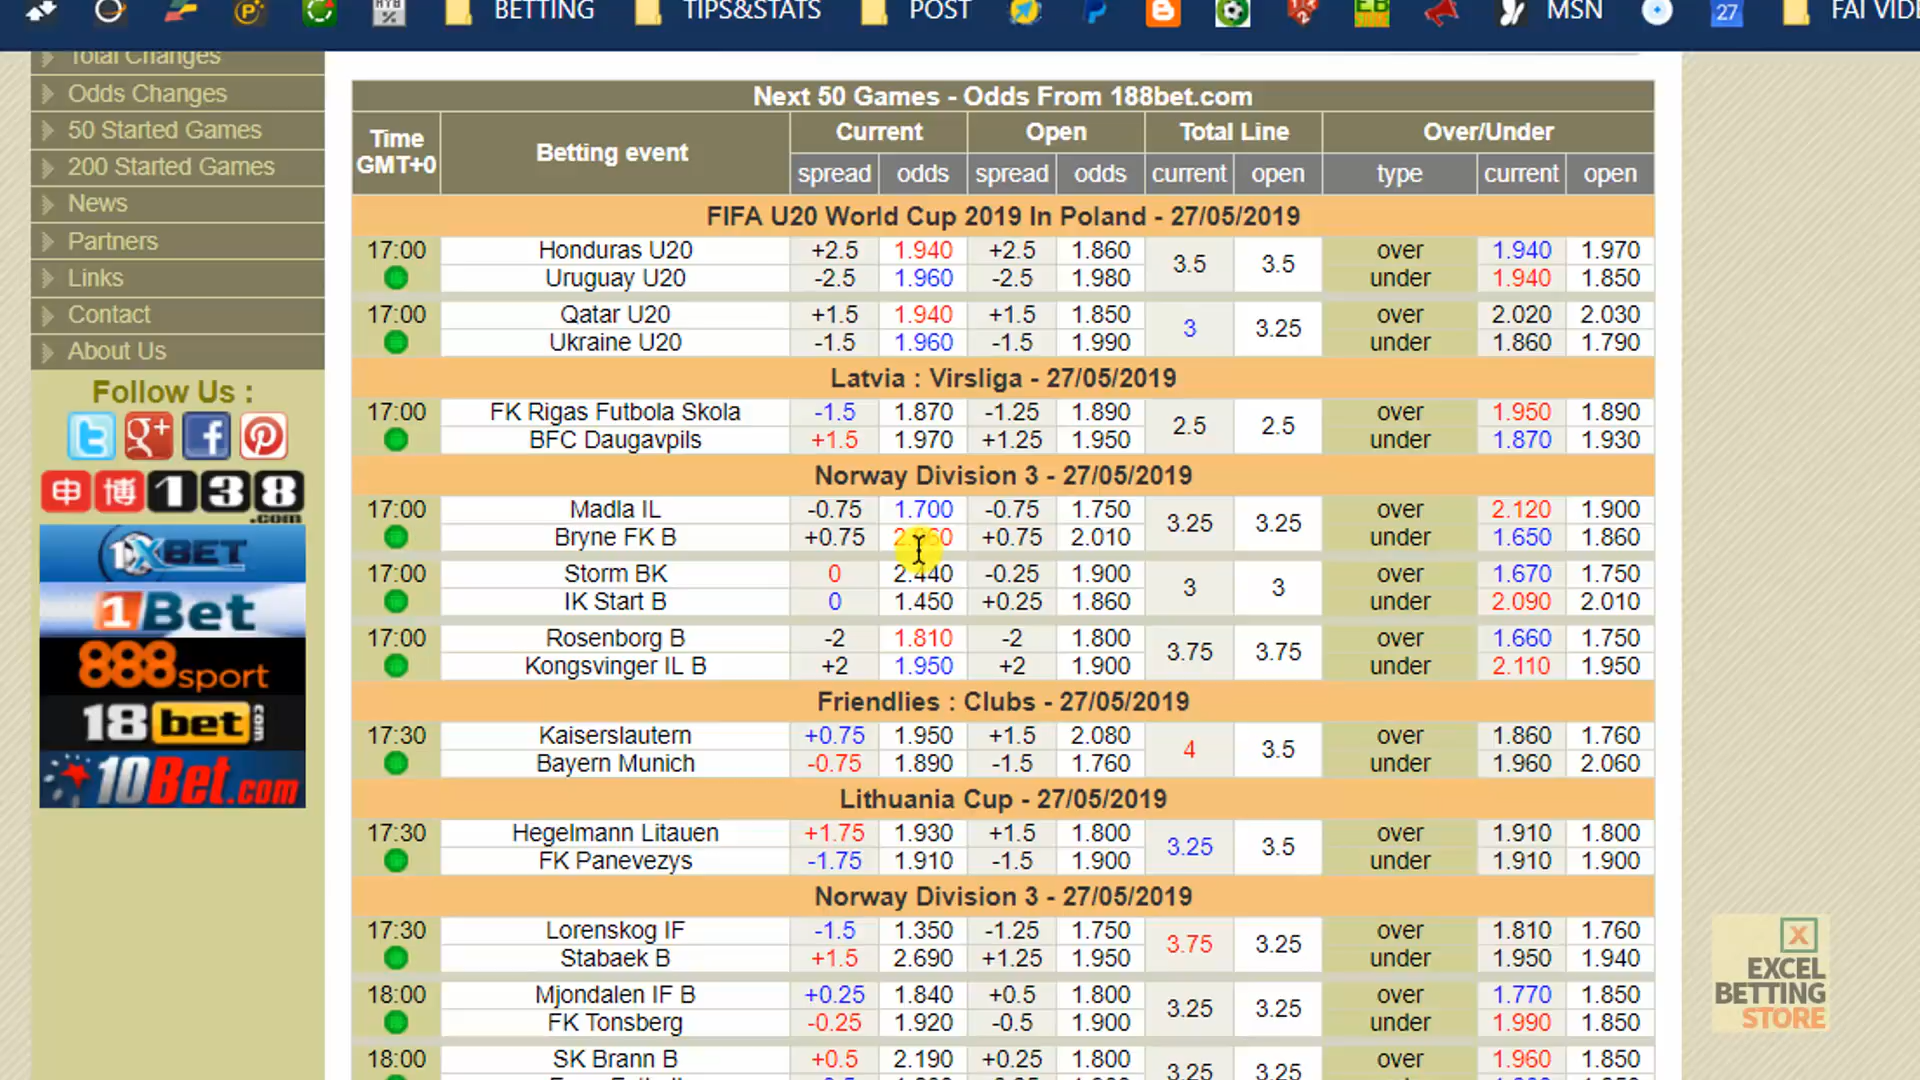 BETTING TIPS&STATS POST MSN 27 FAI VIDE
Total Changes
Odds Changes
50 Started Games
200 Started Games
News
Partners
Links
Contact
About Us
Follow Us :
申博138.com
1XBET
1Bet
888sport
18bet.com
10Bet.com
Next 50 Games - Odds From 188bet.com
Time GMT+0 Betting event Current Open Total Line Over/Under
spread odds spread odds current open type current open
FIFA U20 World Cup 2019 In Poland - 27/05/2019
17:00 Honduras U20 +2.5 1.940 +2.5 1.860 3.5 3.5 over 1.940 1.970
Uruguay U20 -2.5 1.960 -2.5 1.980 under 1.940 1.850
17:00 Qatar U20 +1.5 1.940 +1.5 1.850 3 3.25 over 2.020 2.030
Ukraine U20 -1.5 1.960 -1.5 1.990 under 1.860 1.790
Latvia : Virsliga - 27/05/2019
17:00 FK Rigas Futbola Skola -1.5 1.870 -1.25 1.890 2.5 2.5 over 1.950 1.890
BFC Daugavpils +1.5 1.970 +1.25 1.950 under 1.870 1.930
Norway Division 3 - 27/05/2019
17:00 Madla IL -0.75 1.700 -0.75 1.750 3.25 3.25 over 2.120 1.900
Bryne FK B +0.75 +0.75 2.010 under 1.650 1.860
17:00 Storm BK 0 2.440 -0.25 1.900 3 3 over 1.670 1.750
IK Start B 0 1.450 +0.25 1.860 under 2.090 2.010
17:00 Rosenborg B -2 1.810 -2 1.800 3.75 3.75 over 1.660 1.750
Kongsvinger IL B +2 1.950 +2 1.900 under 2.110 1.950
Friendlies : Clubs - 27/05/2019
17:30 Kaiserslautern +0.75 1.950 +1.5 2.080 4 3.5 over 1.860 1.760
Bayern Munich -0.75 1.890 -1.5 1.760 under 1.960 2.060
Lithuania Cup - 27/05/2019
17:30 Hegelmann Litauen +1.75 1.930 +1.5 1.800 3.25 3.5 over 1.910 1.800
FK Panevezys -1.75 1.910 -1.5 1.900 under 1.910 1.900
Norway Division 3 - 27/05/2019
17:30 Lorenskog IF -1.5 1.350 -1.25 1.750 3.75 3.25 over 1.810 1.760
Stabaek B +1.5 2.690 +1.25 1.950 under 1.950 1.940
18:00 Mjondalen IF B +0.25 1.840 +0.5 1.800 3.25 3.25 over 1.770 1.850
FK Tonsberg -0.25 1.920 -0.5 1.900 under 1.990 1.850
18:00 SK Brann B +0.5 2.190 +0.25 1.800 3.25 3.25 over 1.960 1.850
X
EXCEL
BETTING
STORE